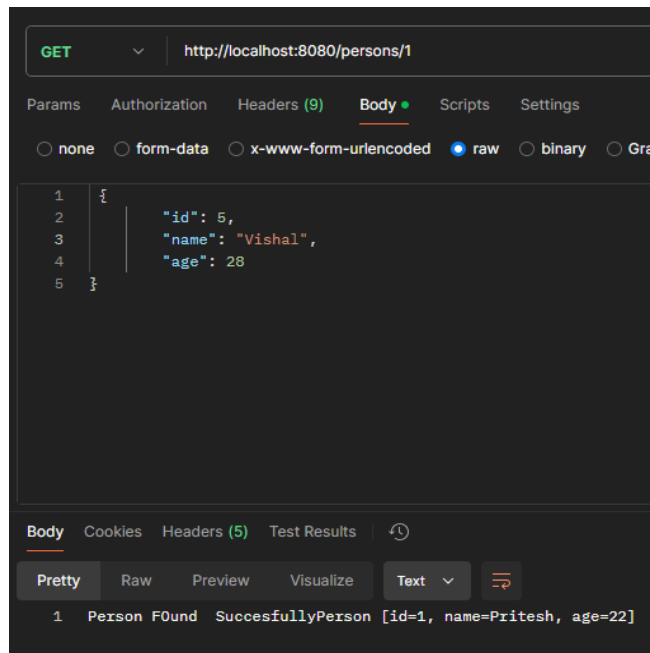 GET http://localhost:8080/persons/1
Params Authorization Headers (9) Body Scripts Settings
none form-data x-www-form-urlencoded raw binary
1 {
2 "id": 5,
3 "name": "Vishal",
4 "age": 28
5 }
Body Cookies Headers (5) Test Results
Pretty Raw Preview Visualize Text
1 Person FOund SuccesfullyPerson [id=1, name=Pritesh, age=22]